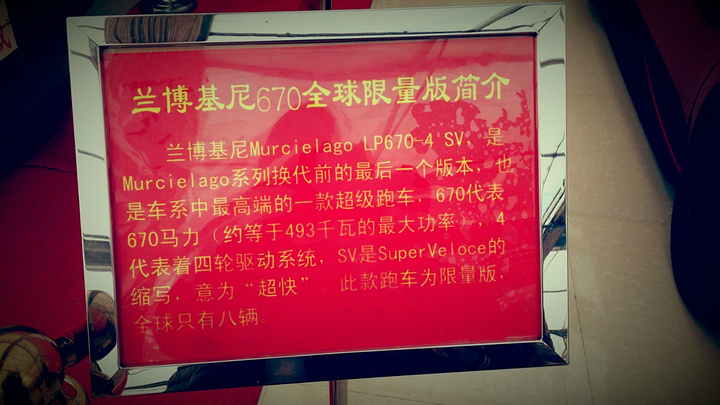 兰博基尼670全球限量版简介
兰博基尼Murcielago LP670-4 SV，是
Murcielago系列换代前的最后一个版本，也
是车系中最高端的一款超级跑车，670代表
670马力（约等于493千瓦的最大功率），4
代表着四轮驱动系统，SV是SuperVeloce的
缩写，意为“超快”。此款跑车为限量版，
全球只有八辆。